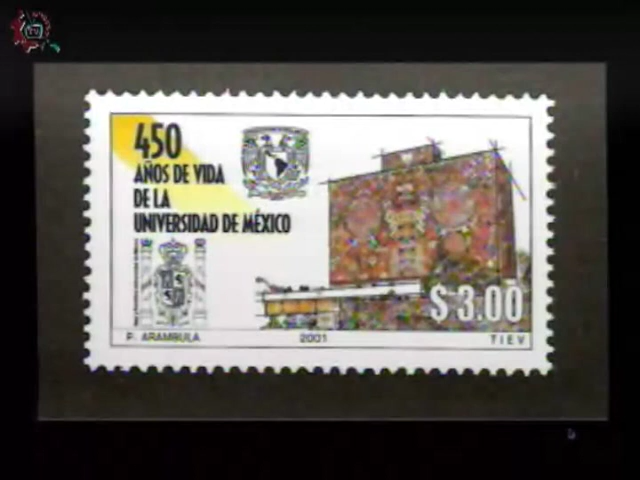 450
AÑOS DE VIDA
DE LA
UNIVERSIDAD DE MÉXICO
$3.00
P. ARAMBULA 2001 TIEV